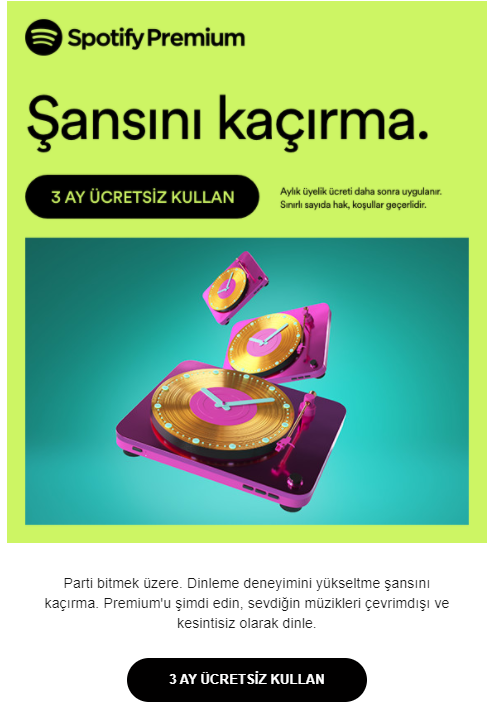 Spotify Premium
Şansını kaçırma.
3 AY ÜCRETSİZ KULLAN
Aylık üyelik ücreti daha sonra uygulanır.
Sınırlı sayıda hak, koşullar geçerlidir.
Parti bitmek üzere. Dinleme deneyimini yükseltme şansını
kaçırma. Premium'u şimdi edin, sevdiğin müzikleri çevrimdışı ve
kesintisiz olarak dinle.
3 AY ÜCRETSİZ KULLAN